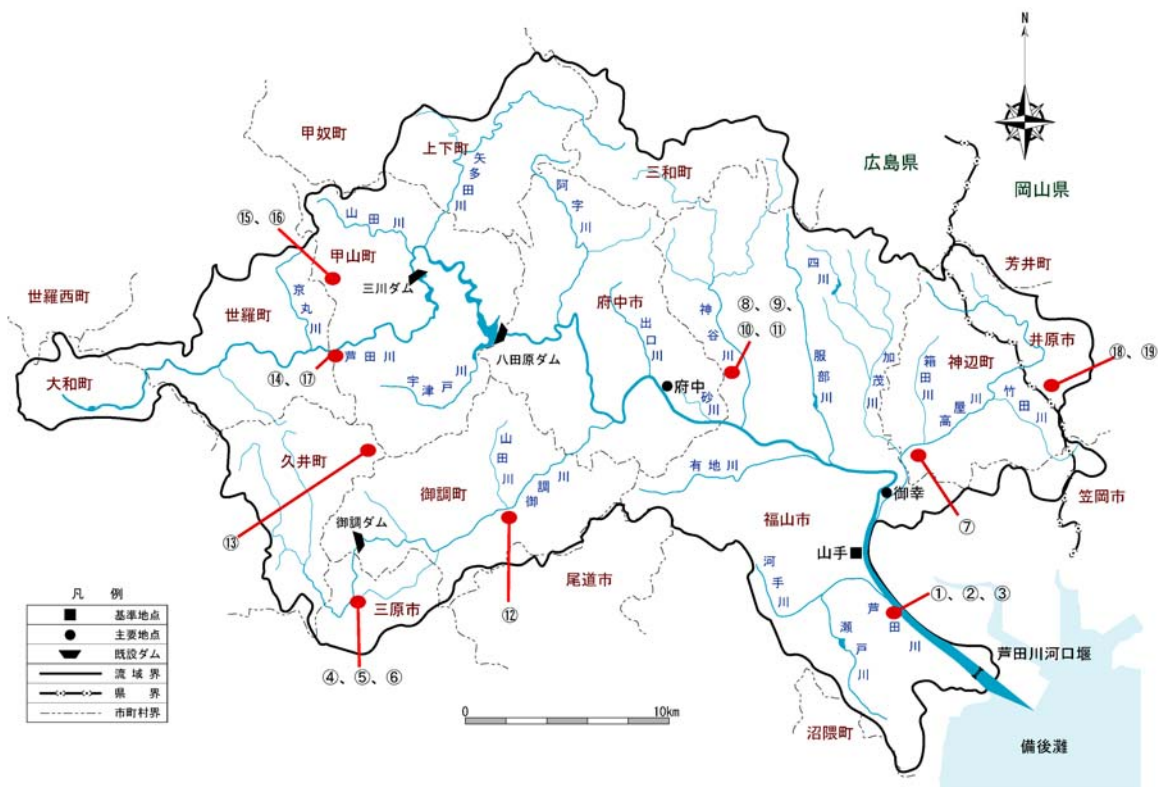 N
甲奴町
上下町
矢多田川
三和町
阿字川
広島県
岡山県
芳井町
⑮、⑯
山田川
甲山町
三川ダム
世羅西町
世羅町
京丸川
芦田川
八田原ダム
宇津戸川
大和町
⑭、⑰
府中市
出口川
神谷川
⑧、⑨、
⑩、⑪
四川
服部川
加茂川
箱田川
神辺町
井原市
⑱、⑲
高屋川
竹田川
府中
砂川
有地川
久井町
山田川
御調町
御調川
御調ダム
⑬
御幸
福山市
笠岡市
⑦
山手
尾道市
河手川
三原市
⑫
④、⑤、⑥
①、②、③
芦田川
瀬戸川
芦田川河口堰
沼隈町
備後灘
凡 例
基準地点
主要地点
既設ダム
流域界
県界
市町村界
0 10km